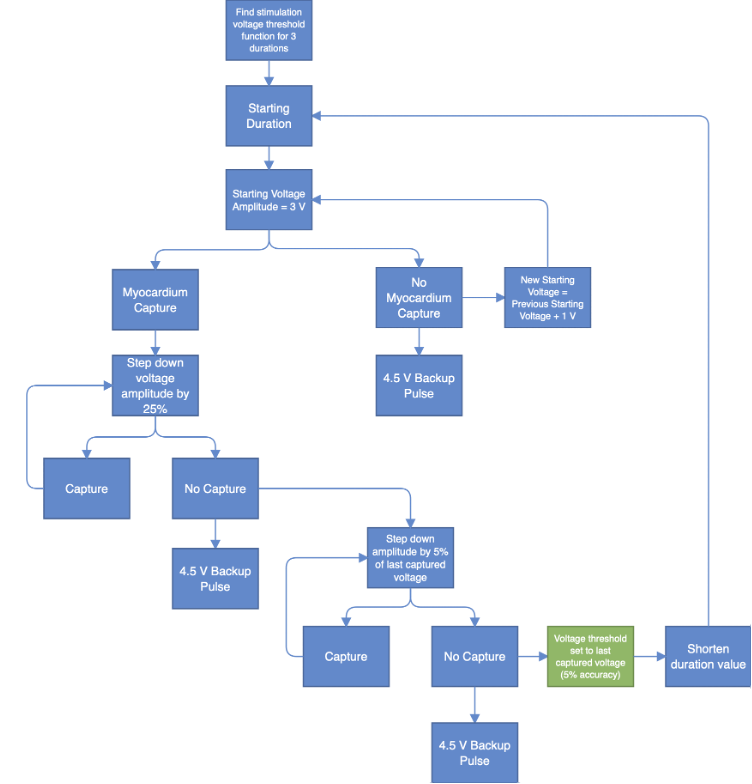 Find stimulation
voltage threshold
function for 3
durations
Starting
Duration
Starting Voltage
Amplitude = 3 V
Myocardium
Capture
No
Myocardium
Capture
New Starting
Voltage =
Previous Starting
Voltage + 1 V
Step down
voltage
amplitude by
25%
4.5 V Backup
Pulse
Capture
No Capture
4.5 V Backup
Pulse
Step down
amplitude by 5%
of last captured
voltage
Capture
No Capture
Voltage threshold
set to last
captured voltage
(5% accuracy)
Shorten
duration value
4.5 V Backup
Pulse